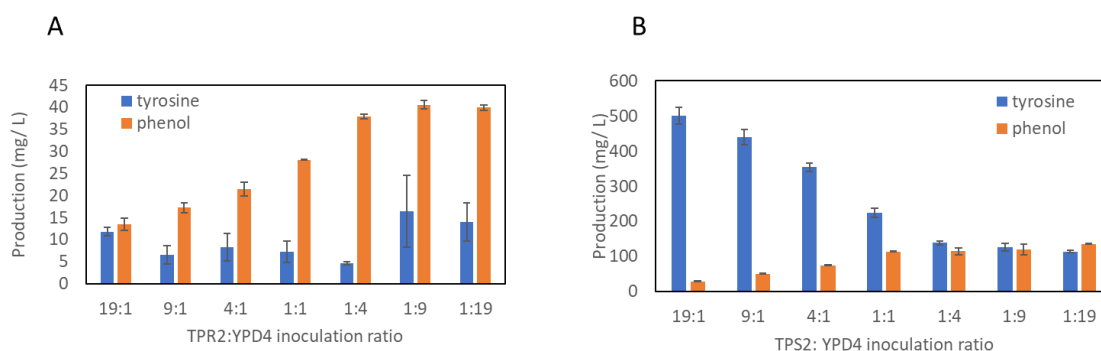 A
Production (mg/ L)
45
40
35
30
25
20
15
10
5
0
tyrosine
phenol
19:1 9:1 4:1 1:1 1:4 1:9 1:19
TPR2:YPD4 inoculation ratio
B
Production (mg/ L)
600
500
400
300
200
100
0
tyrosine
phenol
19:1 9:1 4:1 1:1 1:4 1:9 1:19
TPS2: YPD4 inoculation ratio